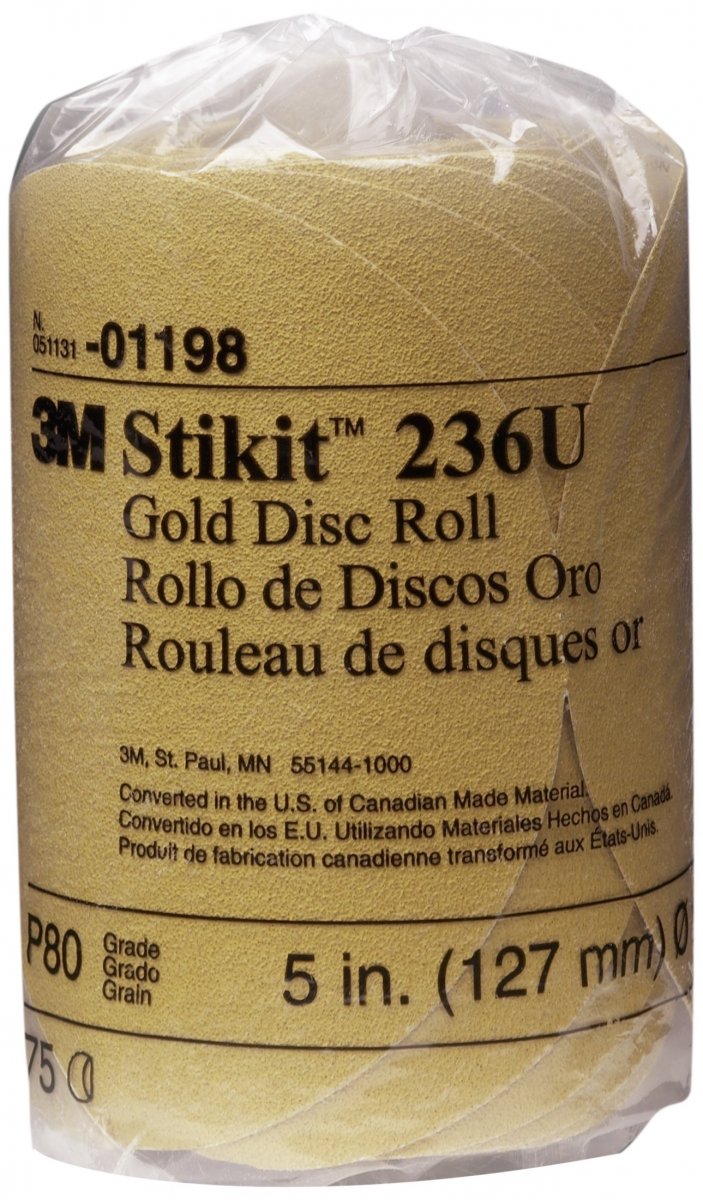 N.
051131 -01198
3M Stikit™ 236U
Gold Disc Roll
Rollo de Discos Oro
Rouleau de disques or
3M, St. Paul, MN 55144-1000
Converted in the U.S. of Canadian Made Material.
Convertido en los E.U. Utilizando Materiales Hechos en Canadá.
Produit de fabrication canadienne transformé aux États-Unis.
P80 Grade
Grado
Grain
5 in. (127 mm) Ø
75